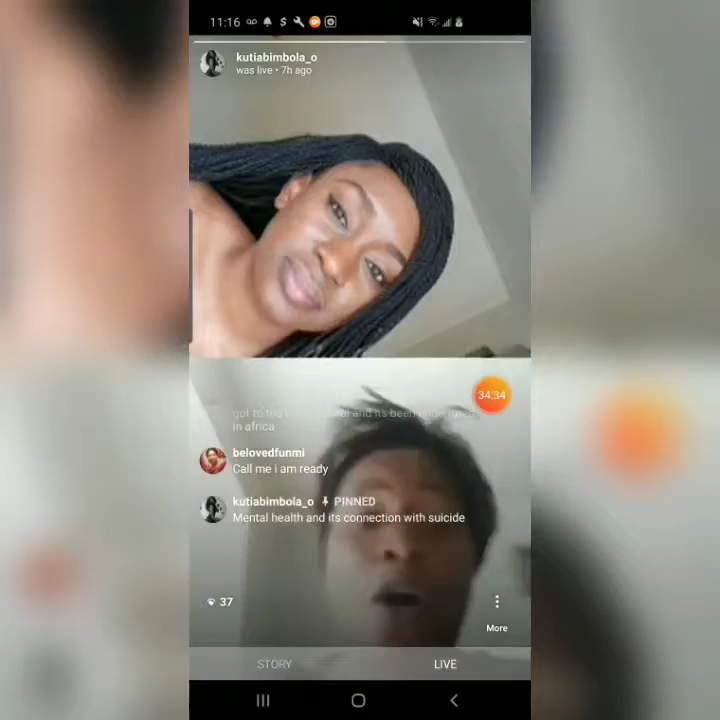 11:16
kutiabimbola_o
was live • 7h ago
34:34
in africa
belovedfunmi
Call me i am ready
kutiabimbola_o PINNED
Mental health and its connection with suicide
37
More
STORY LIVE